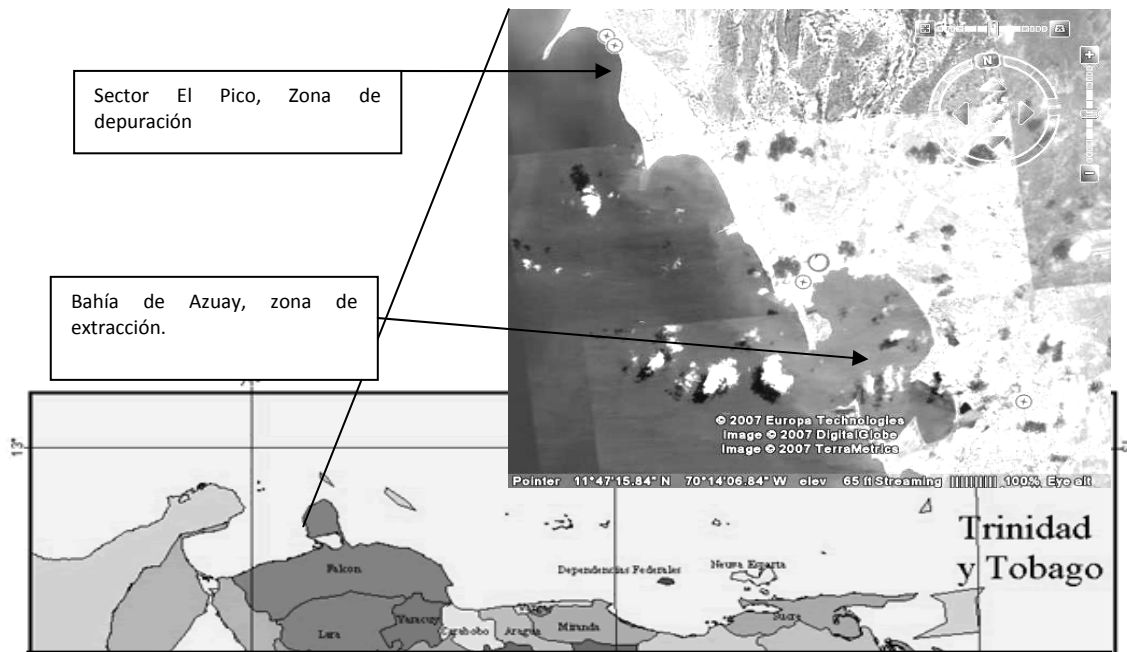 Sector El Pico, Zona de
depuración
N
Bahía de Azuay, zona de
extracción.
© 2007 Europa Technologies
Image © 2007 DigitalGlobe
Image © 2007 TerraMetrics
Pointer 11°47'15.84" N 70°14'06.84" W elev 65 ft Streaming 100% Eye alt
13°
Trinidad
y Tobago
Falcon
Dependencias Federales
Nueva Esparta
Lara
Yaracuy
Carabobo
Aragua
Miranda
Sucre